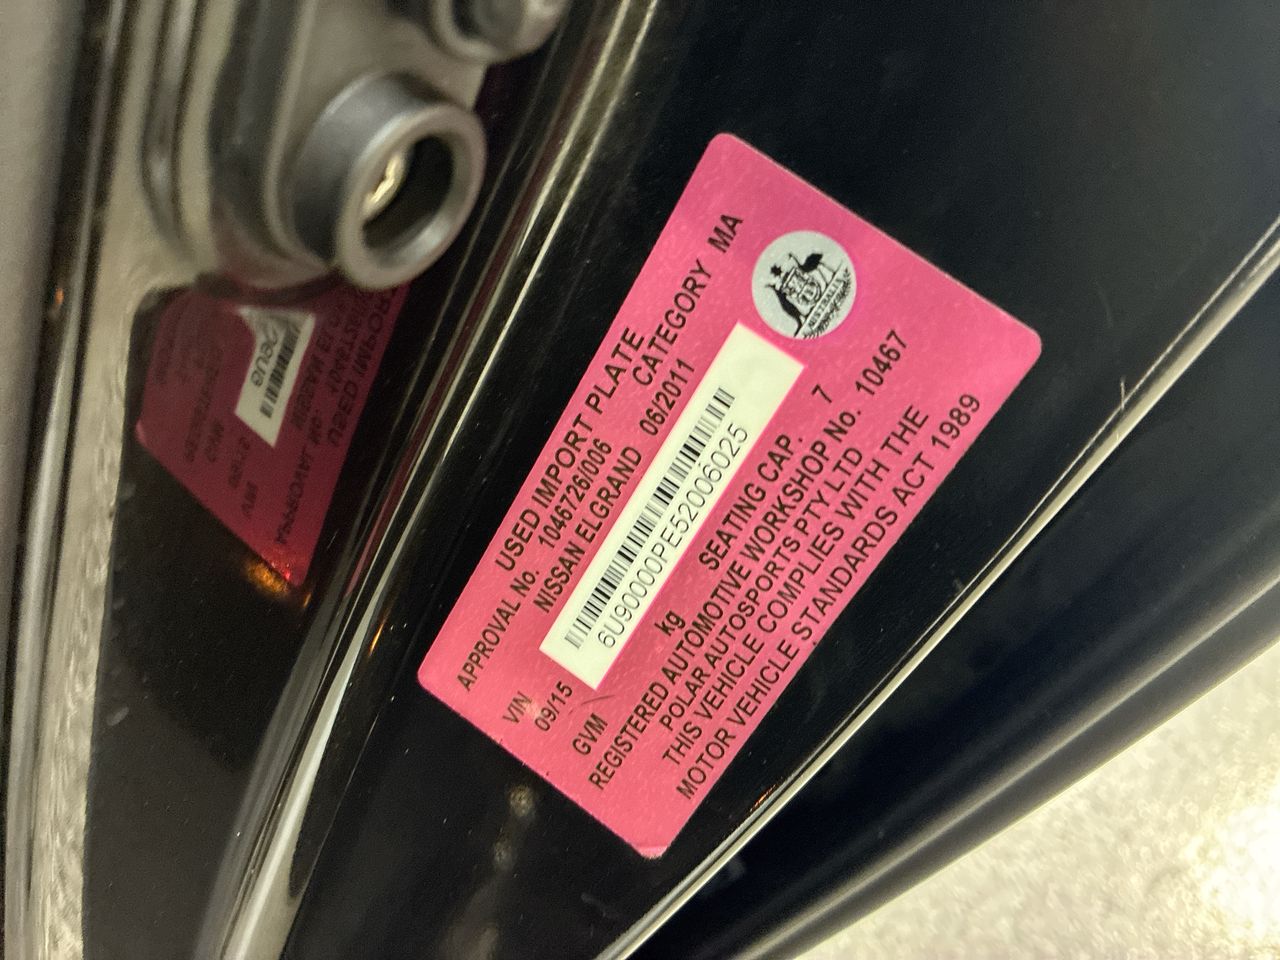 USED IMPORT PLATE
APPROVAL No. 1046726I006 CATEGORY MA
NISSAN ELGRAND 06/2011
VIN
09/15
6U90000PE52006025
AUSTRALIA
GVM kg SEATING CAP. 7
REGISTERED AUTOMOTIVE WORKSHOP No. 10467
POLAR AUTOSPORTS PTY LTD
THIS VEHICLE COMPLIES WITH THE
MOTOR VEHICLE STANDARDS ACT 1989